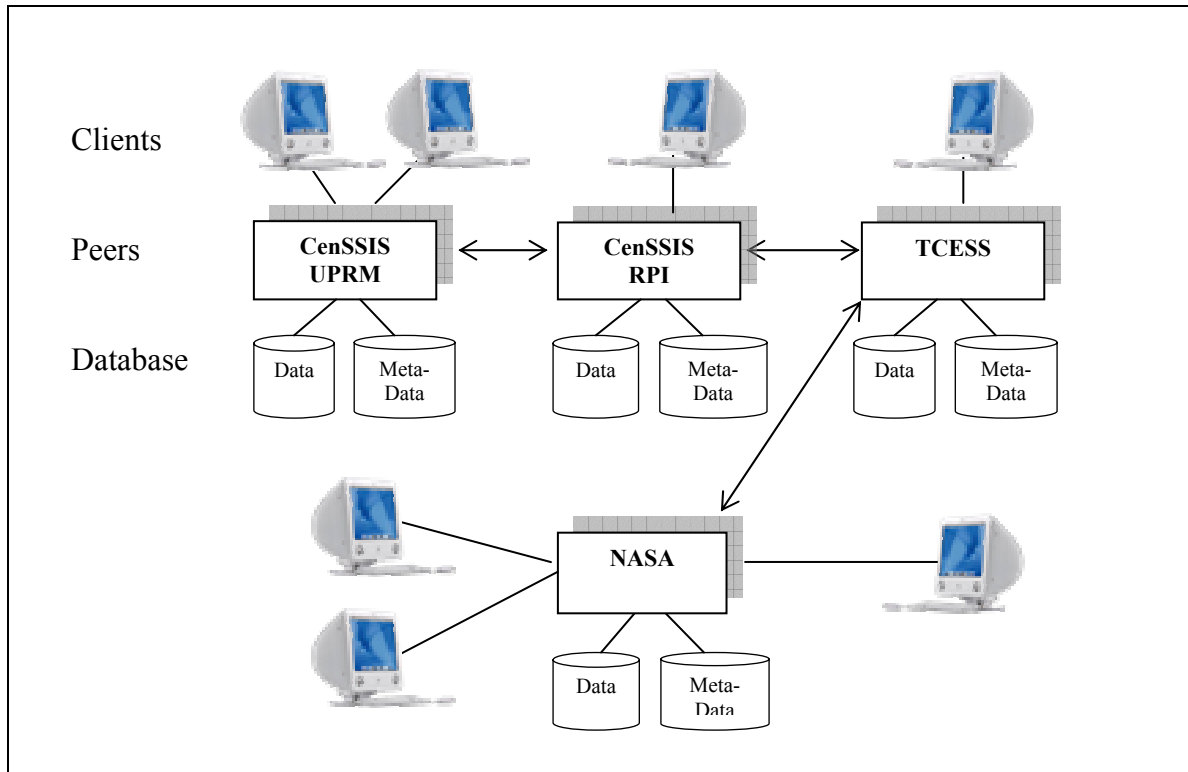 Clients
Peers
CenSSIS
UPRM
CenSSIS
RPI
TCESS
Database
Data
Meta-
Data
Data
Meta-
Data
Data
Meta-
Data
NASA
Data
Meta-
Data